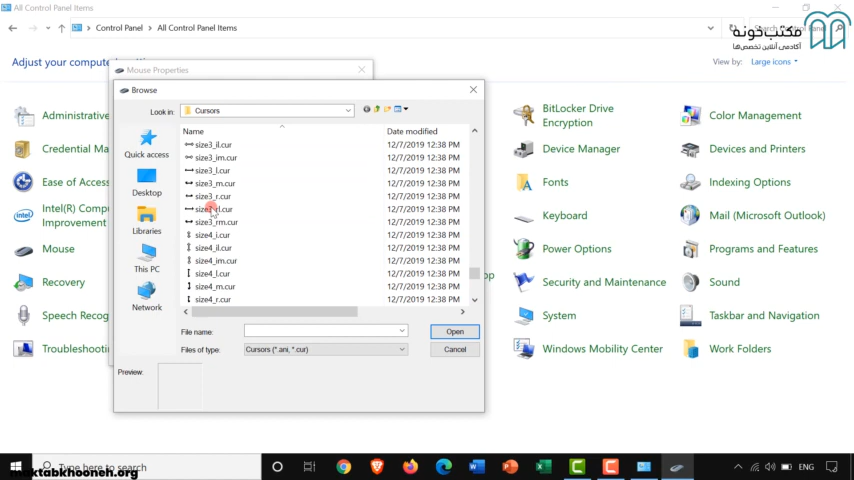 All Control Panel Items
Control Panel
All Control Panel Items
مکتب‌خونه
آکادمی آنلاین تخصص‌ها
View by:
Large icons
Mouse Properties
Browse
Look in:
Cursors
Name
Date modified
size3_il.cur 12/7/2019 12:38 PM
size3_im.cur 12/7/2019 12:38 PM
size3_l.cur 12/7/2019 12:38 PM
size3_m.cur 12/7/2019 12:38 PM
size3_r.cur 12/7/2019 12:38 PM
size3_rl.cur 12/7/2019 12:38 PM
size3_rm.cur 12/7/2019 12:38 PM
size4_i.cur 12/7/2019 12:38 PM
size4_il.cur 12/7/2019 12:38 PM
size4_im.cur 12/7/2019 12:38 PM
size4_l.cur 12/7/2019 12:38 PM
size4_m.cur 12/7/2019 12:38 PM
size4_r.cur 12/7/2019 12:38 PM
Quick access
Desktop
Libraries
This PC
Network
File name:
Open
Files of type:
Cursors (*.ani, *.cur)
Cancel
Preview:
Adjust your
Administrative
Credential
Ease of
Intel(R)
Improvement
Mouse
Recovery
Speech
BitLocker Drive
Encryption
Color Management
Device Manager
Devices and Printers
Fonts
Indexing Options
Keyboard
Mail (Microsoft Outlook)
Power Options
Programs and Features
Security and Maintenance
Sound
System
Taskbar and Navigation
Windows Mobility Center
Work Folders
here to search
maktabkhooneh.org
ENG